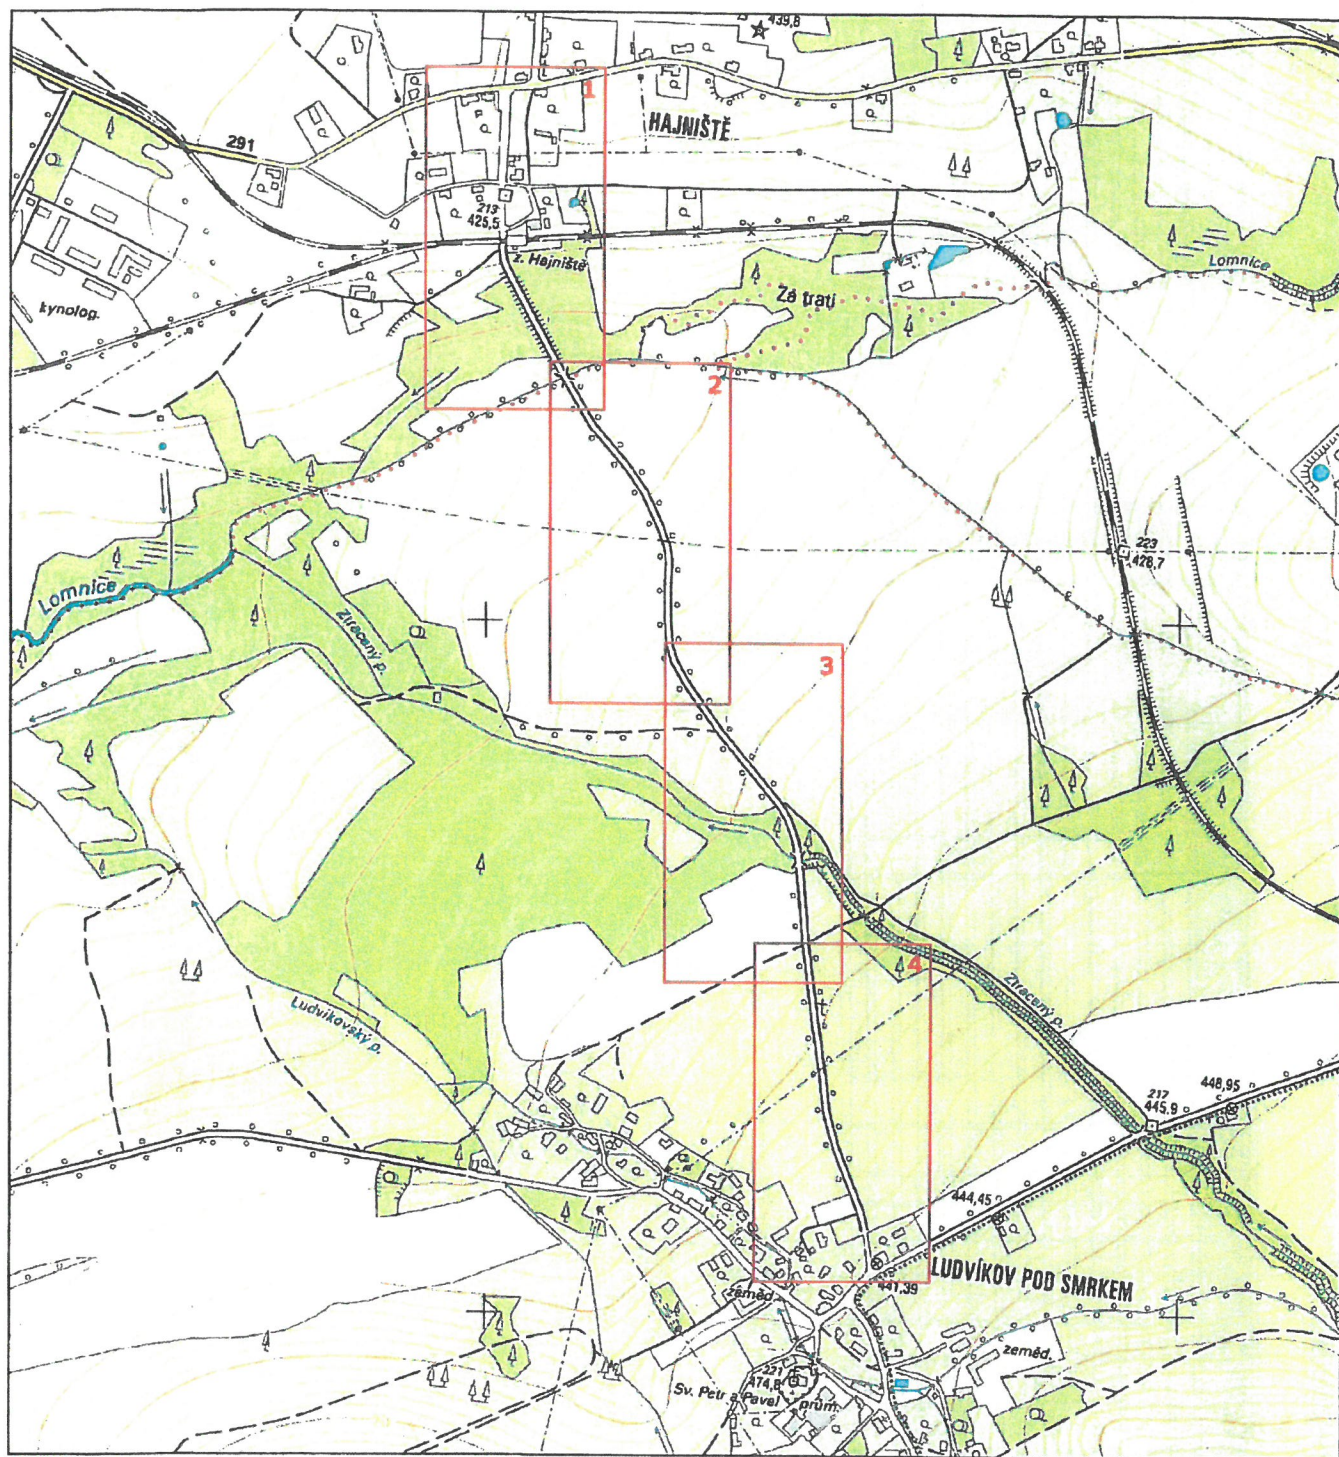 439,8
1
HAJNIŠTĚ
291
213
425,5
z. Hajniště
Lomnice
kynolog.
Za tratí
2
223
428,7
Lomnice
Ztracený p.
3
4
Ztracený p.
Ludvíkovský p.
448,95
217
445,9
444,45
LUDVÍKOV POD SMRKEM
441,39
zeměd.
zeměd.
221
474,8
Sv. Petr a Pavel
prům.